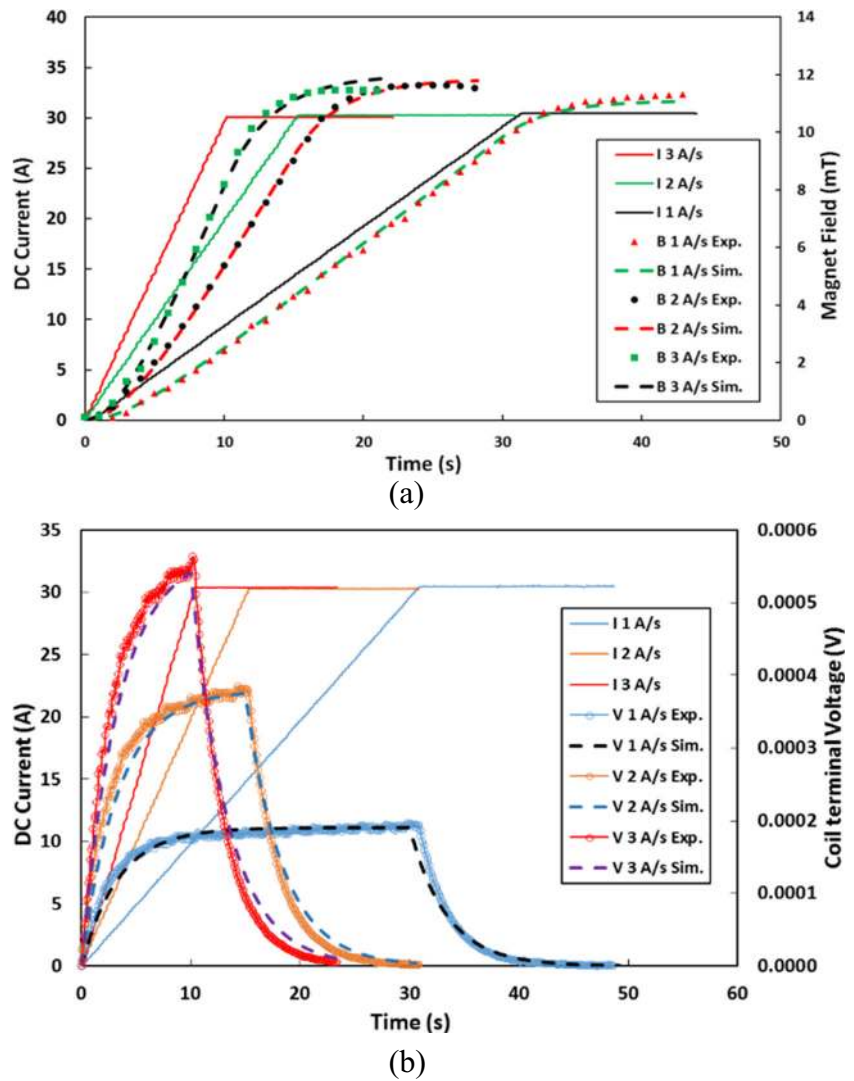 40
35
30
25
20
15
10
5
0
DC Current (A)
14
12
10
8
6
4
2
0
Magnet Field (mT)
I 3 A/s
I 2 A/s
I 1 A/s
B 1 A/s Exp.
B 1 A/s Sim.
B 2 A/s Exp.
B 2 A/s Sim.
B 3 A/s Exp.
B 3 A/s Sim.
0 10 20 30 40 50
Time (s)
(a)
35
30
25
20
15
10
5
0
DC Current (A)
0.0006
0.0005
0.0004
0.0003
0.0002
0.0001
0.0000
Coil terminal Voltage (V)
I 1 A/s
I 2 A/s
I 3 A/s
V 1 A/s Exp.
V 1 A/s Sim.
V 2 A/s Exp.
V 2 A/s Sim.
V 3 A/s Exp.
V 3 A/s Sim.
0 10 20 30 40 50 60
Time (s)
(b)